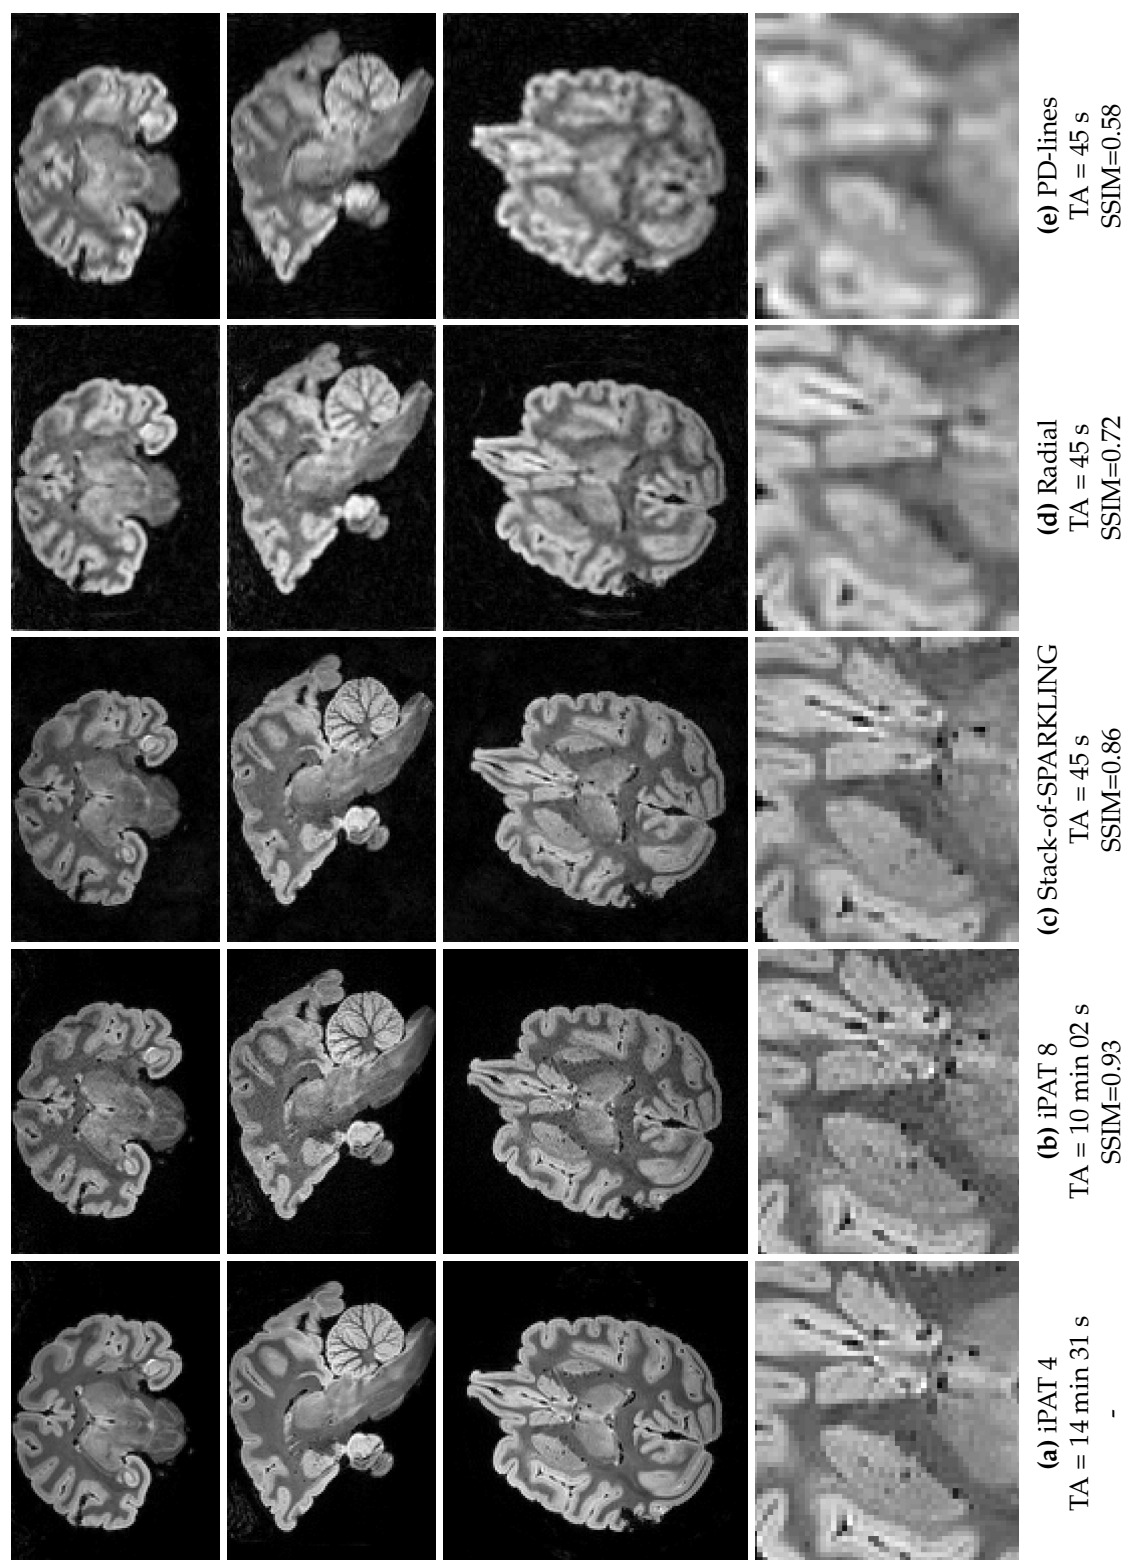 (a) iPAT 4
TA = 14 min 31 s
-
(b) iPAT 8
TA = 10 min 02 s
SSIM=0.93
(c) Stack-of-SPARKLING
TA = 45 s
SSIM=0.86
(d) Radial
TA = 45 s
SSIM=0.72
(e) PD-lines
TA = 45 s
SSIM=0.58